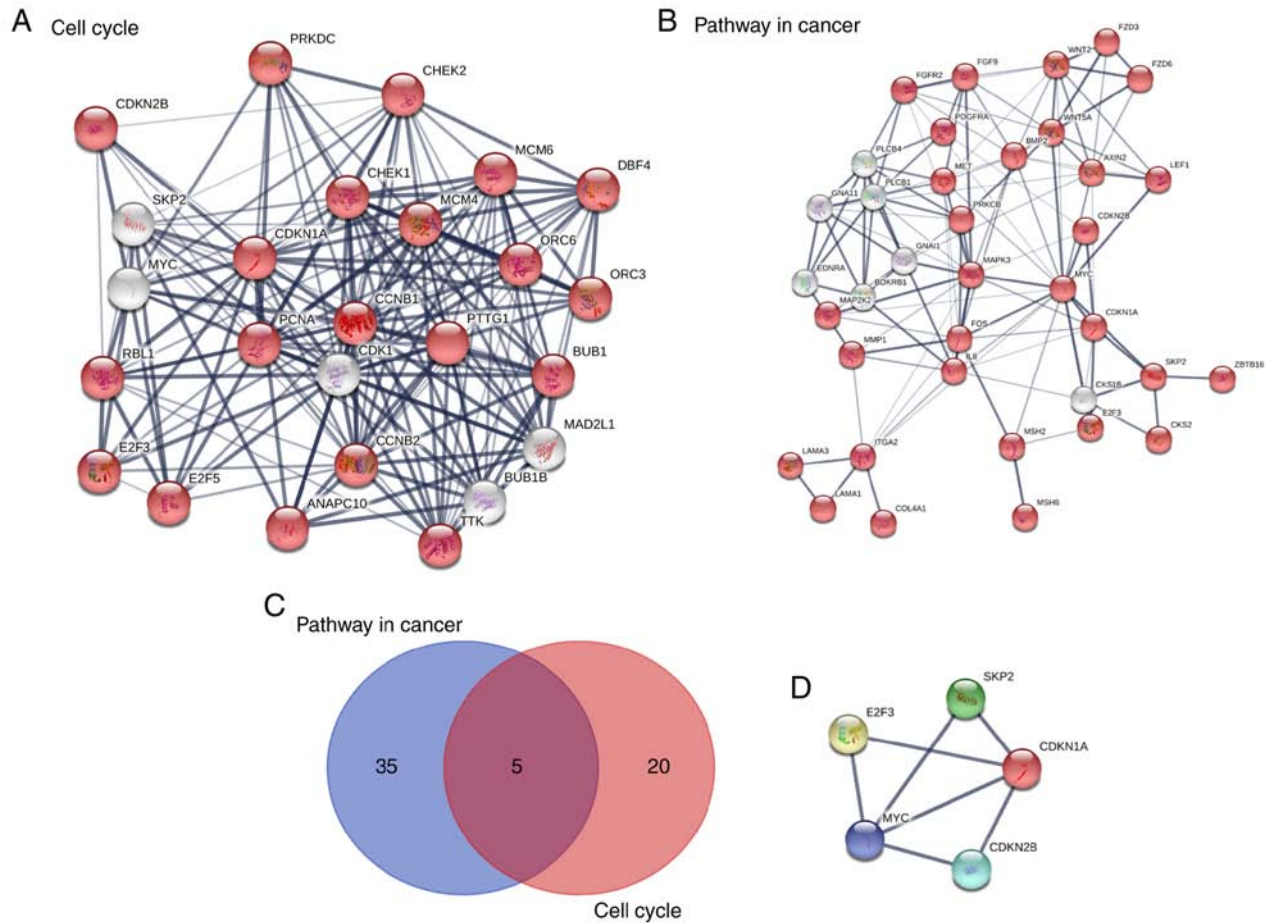 A Cell cycle
PRKDC
CHEK2
CDKN2B
MCM6
DBF4
CHEK1
SKP2
MCM4
CDKN1A
ORC6
MYC
ORC3
CCNB1
PCNA
PTTG1
CDK1
RBL1
BUB1
MAD2L1
CCNB2
E2F3
BUB1B
E2F5
ANAPC10
TTK
B Pathway in cancer
FZD3
WNT2
FGF9
FZD6
FGFR2
PDGFRA
WNT5A
PLCB4
BMP2
AXIN2
LEF1
MET
PLCB1
GNA11
PRKCB
CDKN2B
GNAI1
MAPK3
EDNRA
BDKRB1
MYC
MAP2K2
CDKN1A
FOS
MMP1
IL8
SKP2
ZBTB16
CKS1B
E2F3
CKS2
MSH2
ITGA2
LAMA3
LAMA1
COL4A1
MSH6
C
Pathway in cancer
35 5 20
Cell cycle
D
SKP2
E2F3
CDKN1A
MYC
CDKN2B